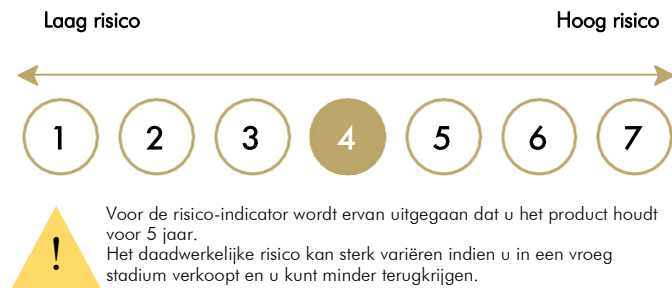 Laag risico Hoog risico
1 2 3 4 5 6 7
! Voor de risico-indicator wordt ervan uitgegaan dat u het product houdt
voor 5 jaar.
Het daadwerkelijke risico kan sterk variëren indien u in een vroeg
stadium verkoopt en u kunt minder terugkrijgen.